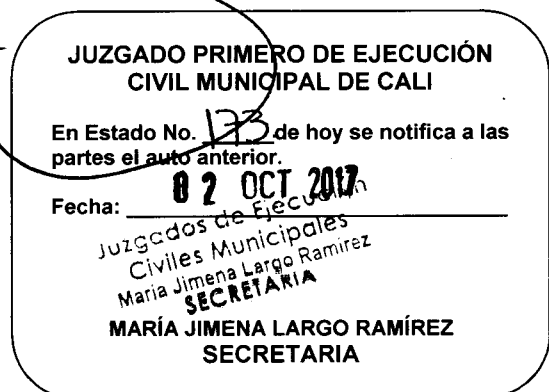 JUZGADO PRIMERO DE EJECUCIÓN
CIVIL MUNICIPAL DE CALI
En Estado No. 173 de hoy se notifica a las
partes el auto anterior.
Fecha: 02 OCT 2017
Juzgados de Ejecución
Civiles Municipales
Maria Jimena Largo Ramirez
SECRETARIA
MARÍA JIMENA LARGO RAMÍREZ
SECRETARIA